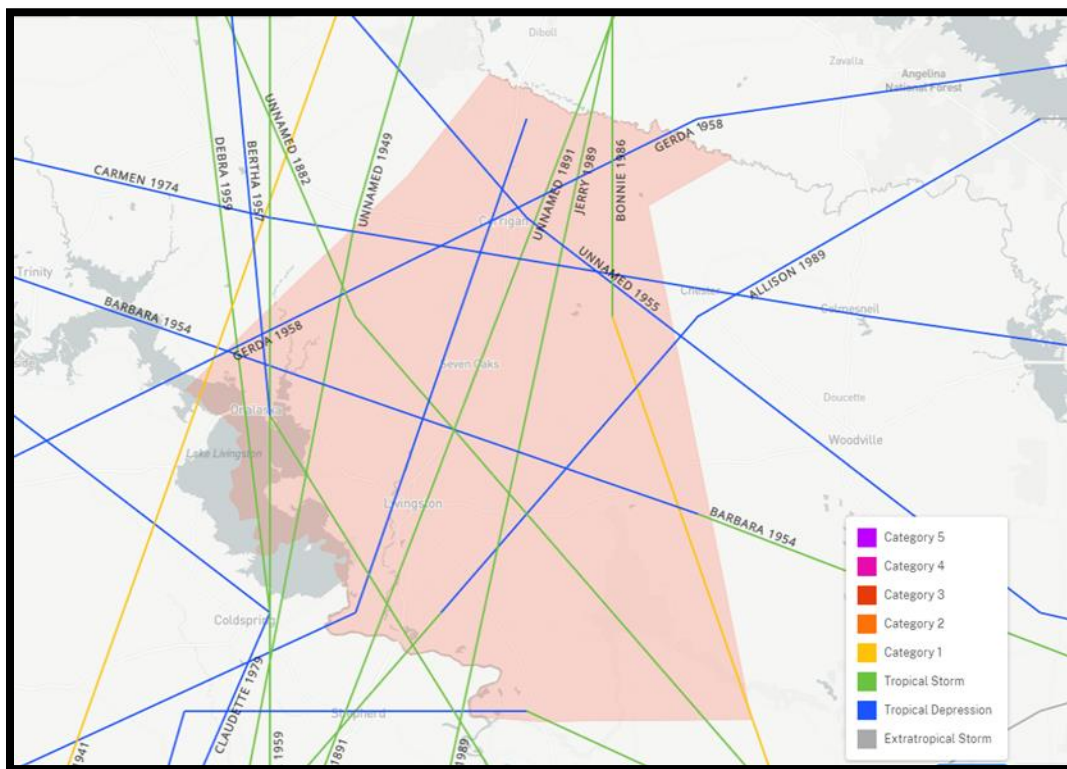 Diboll
Zavalla
Angelina
National Forest
GERDA 1958
UNNAMED 1882
UNNAMED 1949
DEBRA 1959
BERTHA 1957
UNNAMED 1891
JERRY 1989
BONNIE 1986
CARMEN 1974
Corrigan
Trinity
UNNAMED 1955
ALLISON 1989
Chester
Colmesneil
BARBARA 1954
GERDA 1958
Seven Oaks
Doucette
Onalaska
Woodville
Lake Livingston
Livingston
BARBARA 1954
Coldspring
CLAUDETTE 1979
Shepherd
1941
1959
1891
1989
Category 5
Category 4
Category 3
Category 2
Category 1
Tropical Storm
Tropical Depression
Extratropical Storm